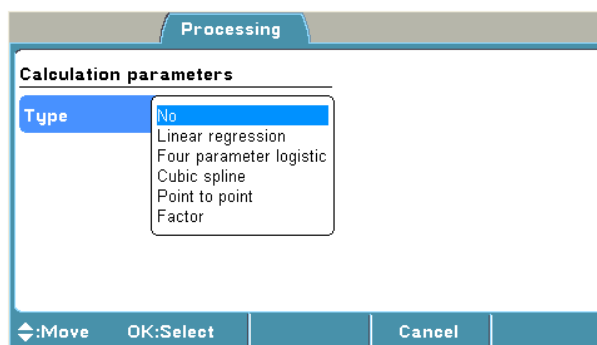 Processing
Calculation parameters
Type
No
Linear regression
Four parameter logistic
Cubic spline
Point to point
Factor
:Move OK:Select Cancel